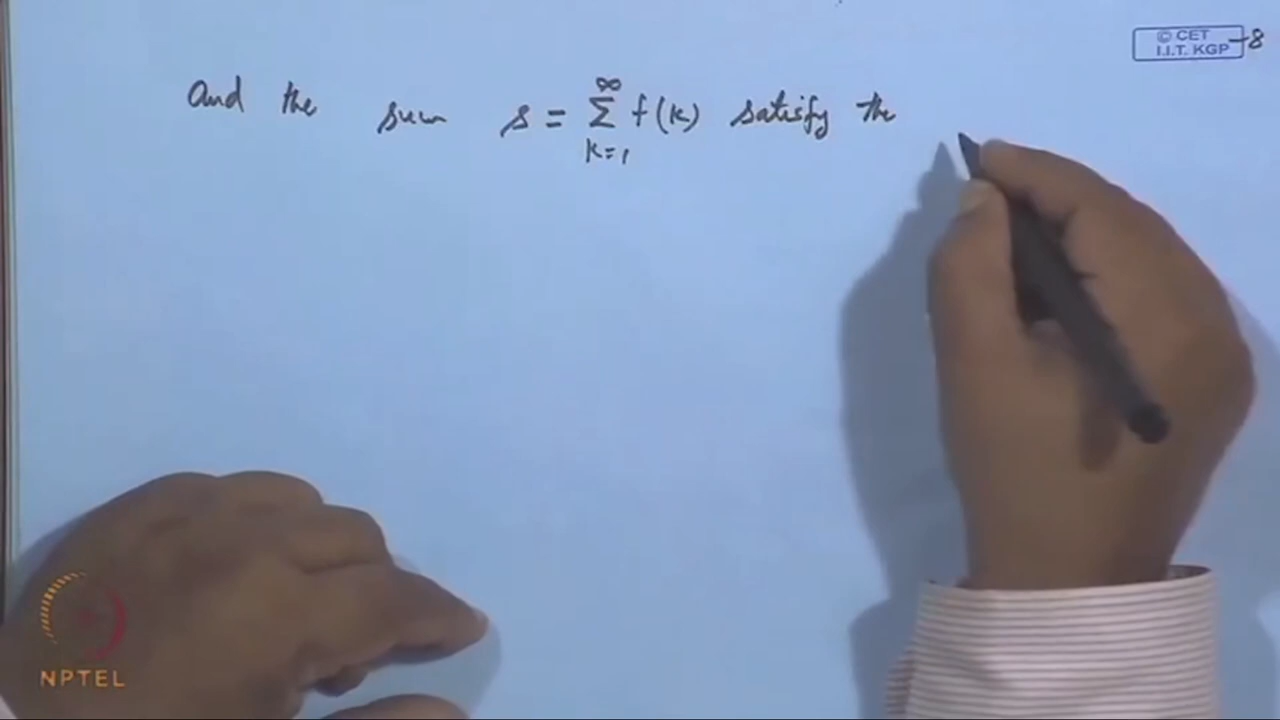 © CET
I.I.T. KGP -8
And the sum s = ∞∑k=1 f(k) satisfy the
NPTEL